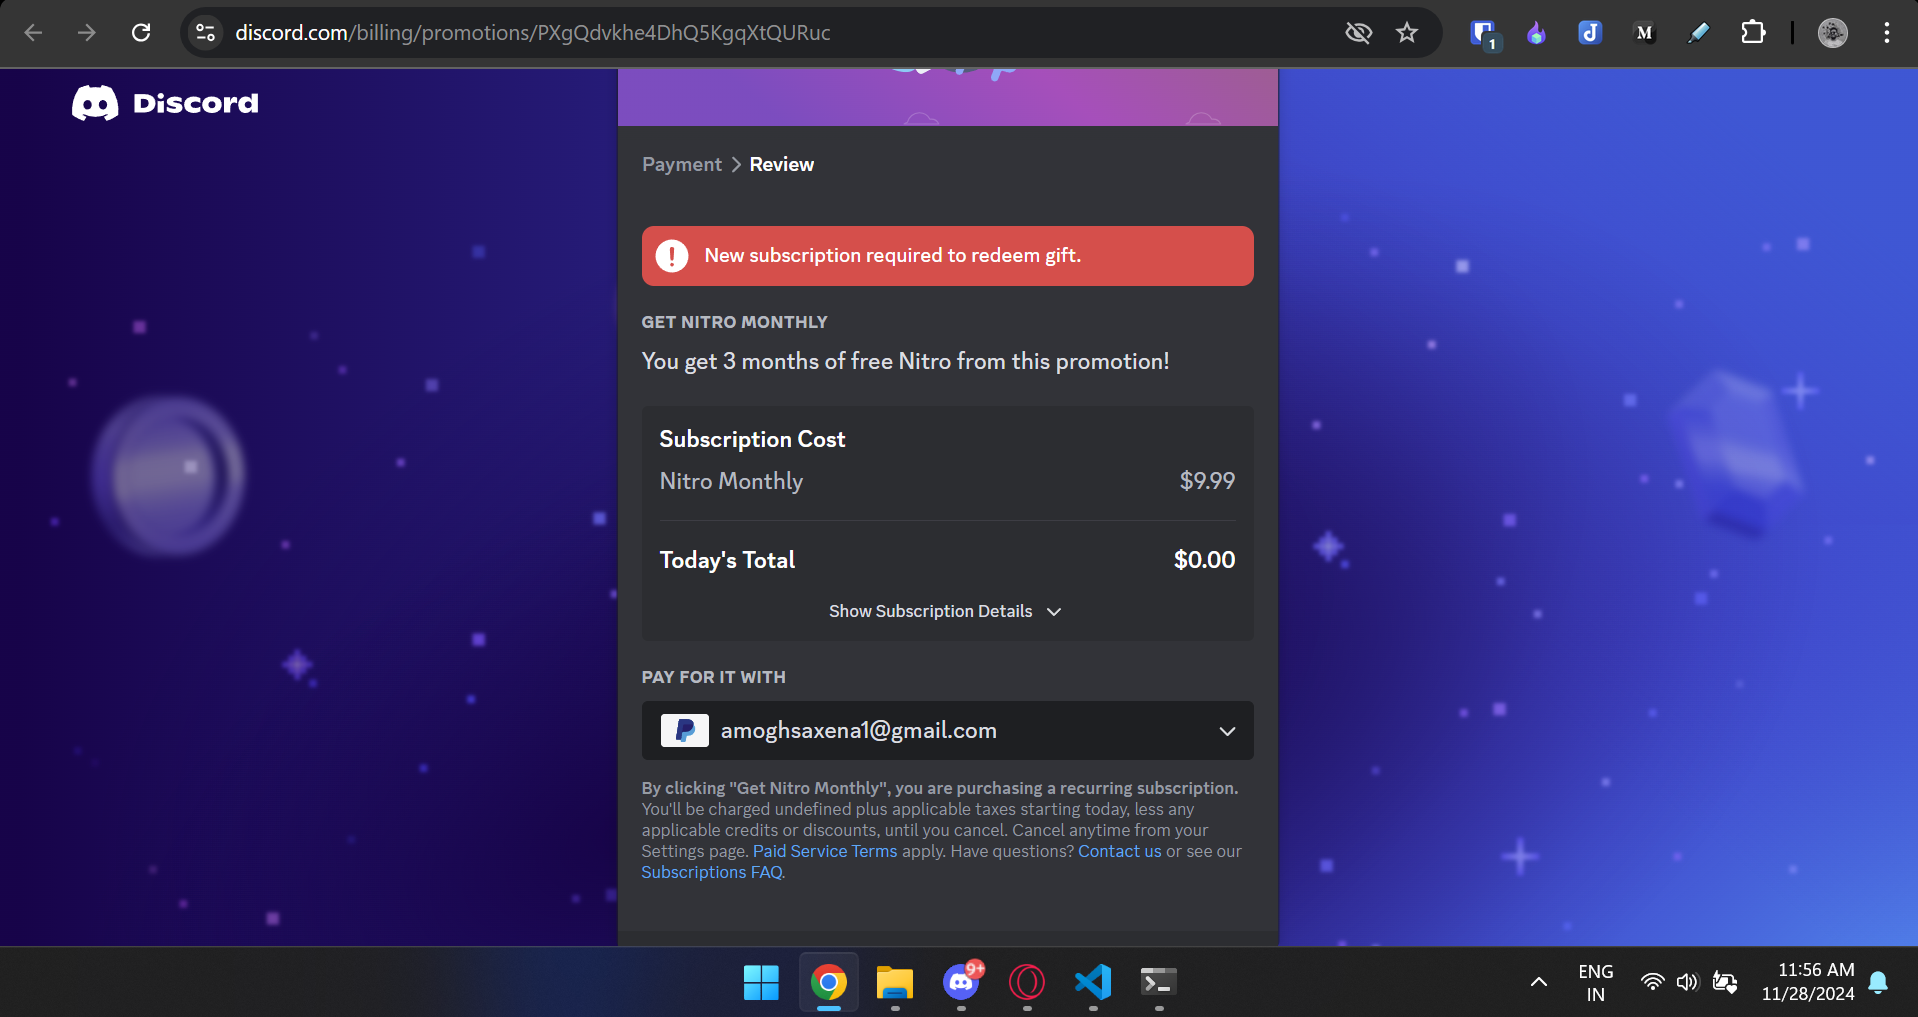 discord.com/billing/promotions/PXgQdvkhe4DhQ5KgqXtQURuc
1
J
M
Discord
Payment > Review
New subscription required to redeem gift.
GET NITRO MONTHLY
You get 3 months of free Nitro from this promotion!
Subscription Cost
Nitro Monthly $9.99
Today's Total $0.00
Show Subscription Details
PAY FOR IT WITH
amoghsaxena1@gmail.com
By clicking "Get Nitro Monthly", you are purchasing a recurring subscription.
You'll be charged undefined plus applicable taxes starting today, less any
applicable credits or discounts, until you cancel. Cancel anytime from your
Settings page. Paid Service Terms apply. Have questions? Contact us or see our
Subscriptions FAQ.
9+
ENG
IN
11:56 AM
11/28/2024